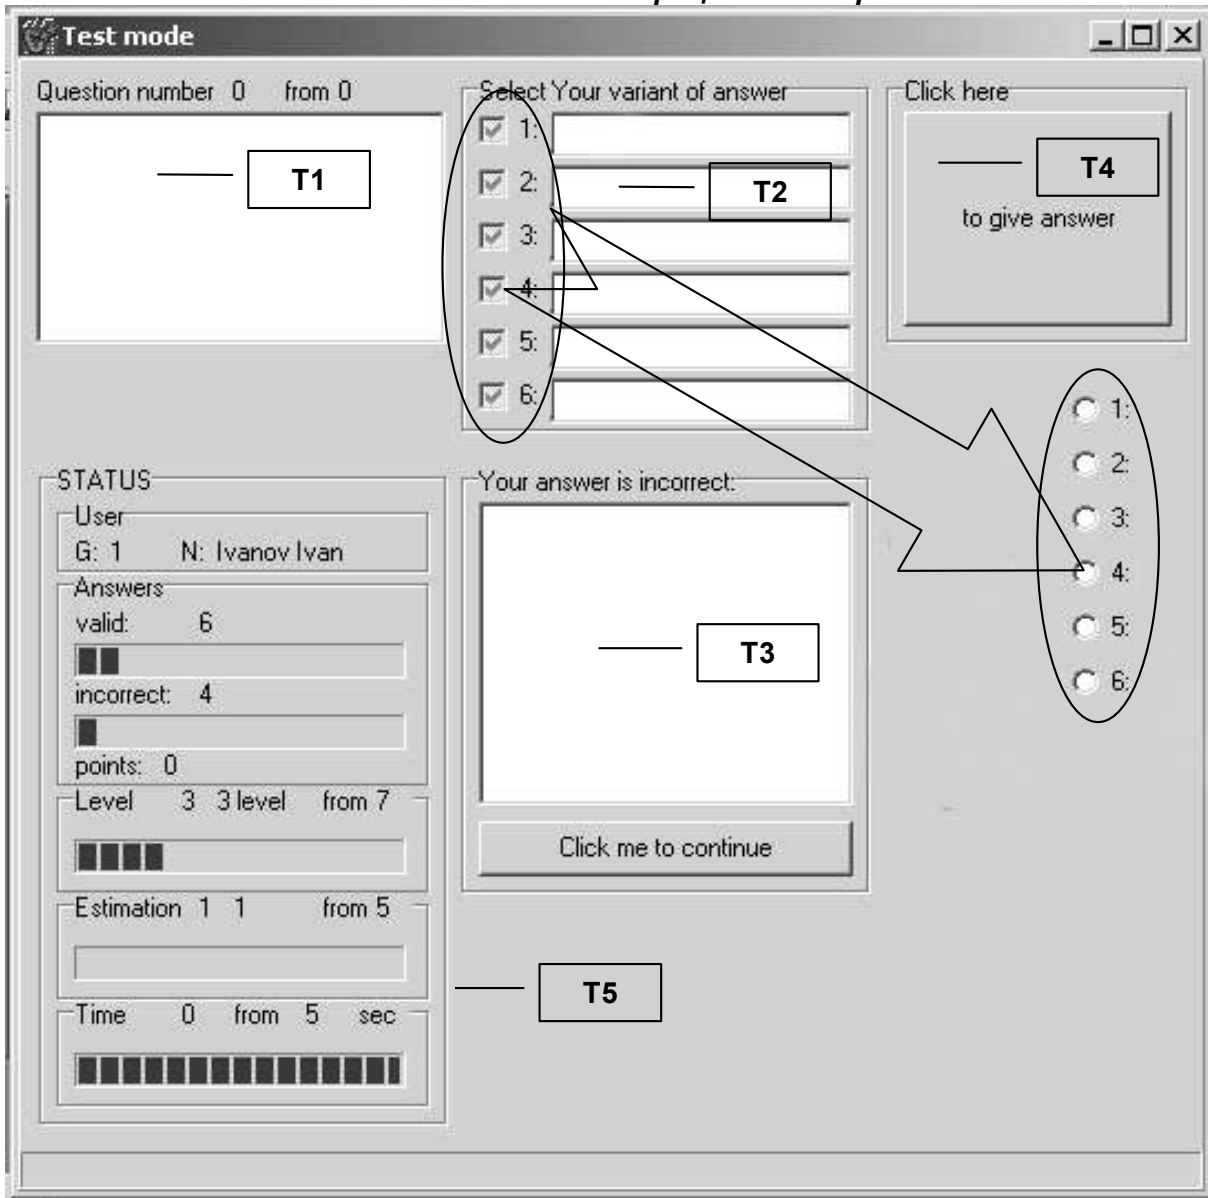 Test mode
Question number 0 from 0
T1
Select Your variant of answer
1:
2:
3:
4:
5:
6:
T2
Click here
T4
to give answer
1:
2:
3:
4:
5:
6:
STATUS
User
G: 1 N: Ivanov Ivan
Answers
valid: 6
incorrect: 4
points: 0
Level 3 3 level from 7
Estimation 1 1 from 5
Time 0 from 5 sec
Your answer is incorrect:
T3
Click me to continue
T5